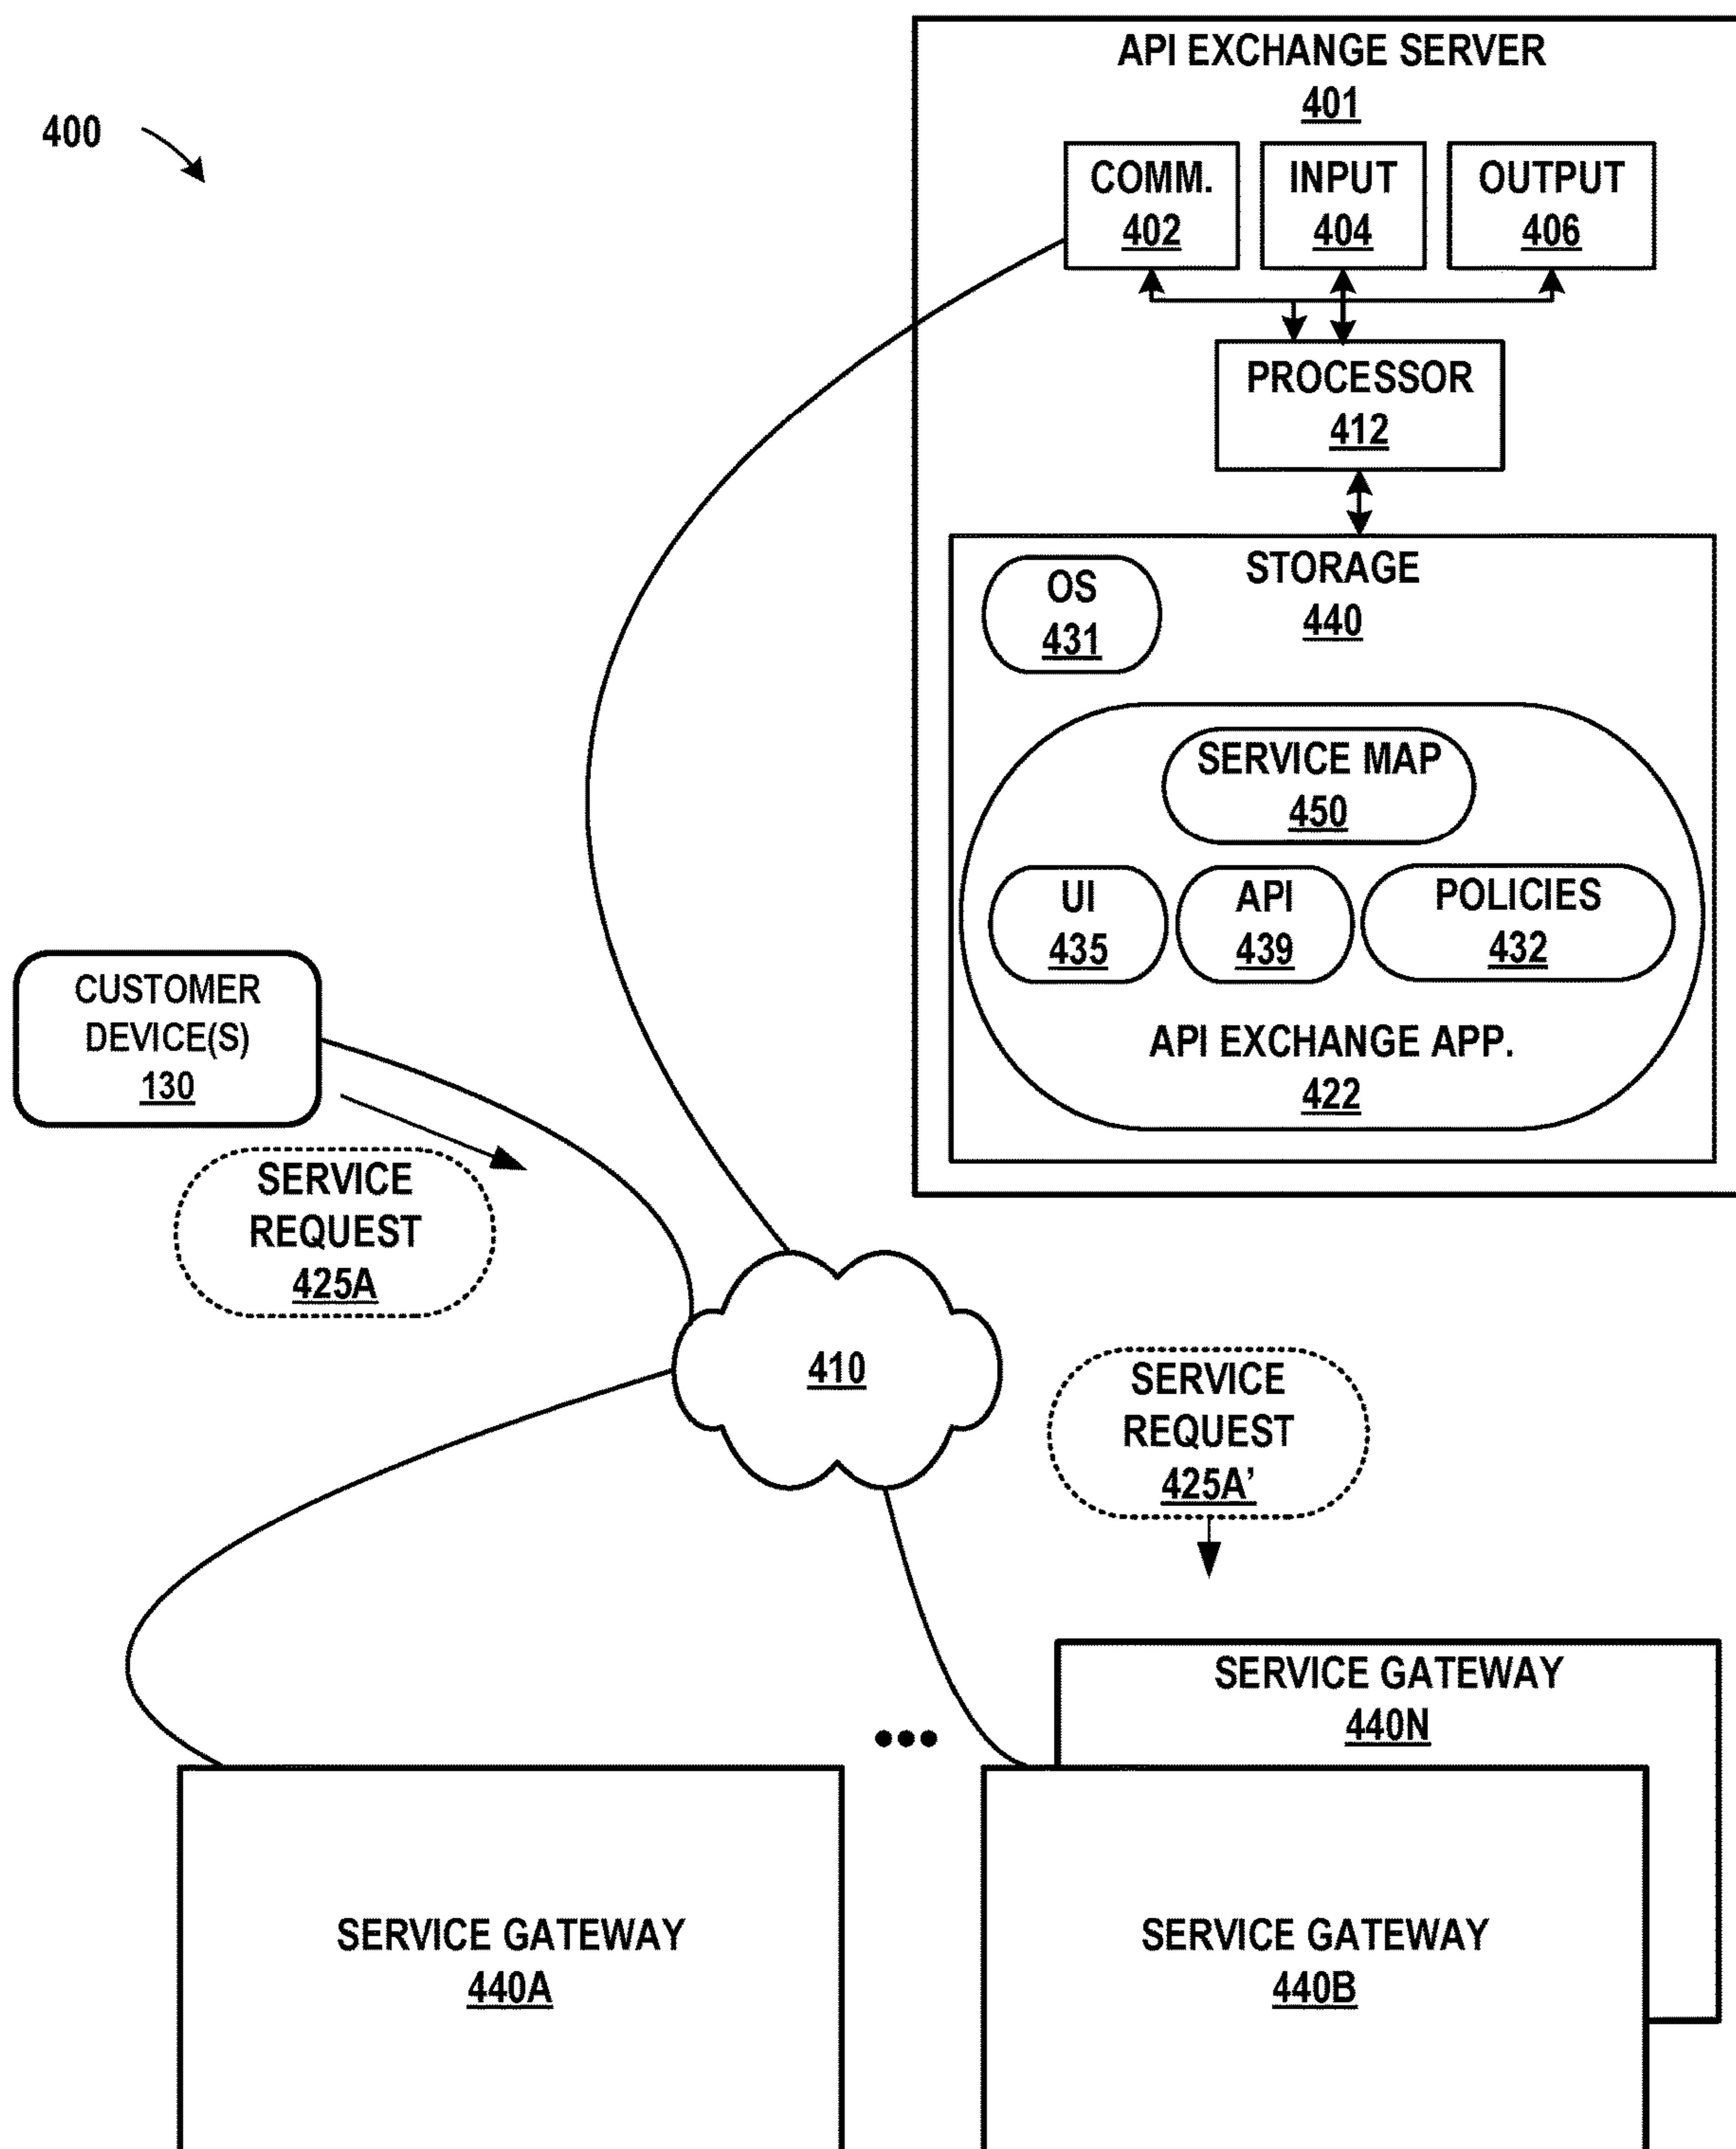 400
API EXCHANGE SERVER
401
COMM.
402
INPUT
404
OUTPUT
406
PROCESSOR
412
STORAGE
440
OS
431
SERVICE MAP
450
UI
435
API
439
POLICIES
432
API EXCHANGE APP.
422
CUSTOMER
DEVICE(S)
130
SERVICE
REQUEST
425A
410
SERVICE
REQUEST
425A’
SERVICE GATEWAY
440N
SERVICE GATEWAY
440A
SERVICE GATEWAY
440B